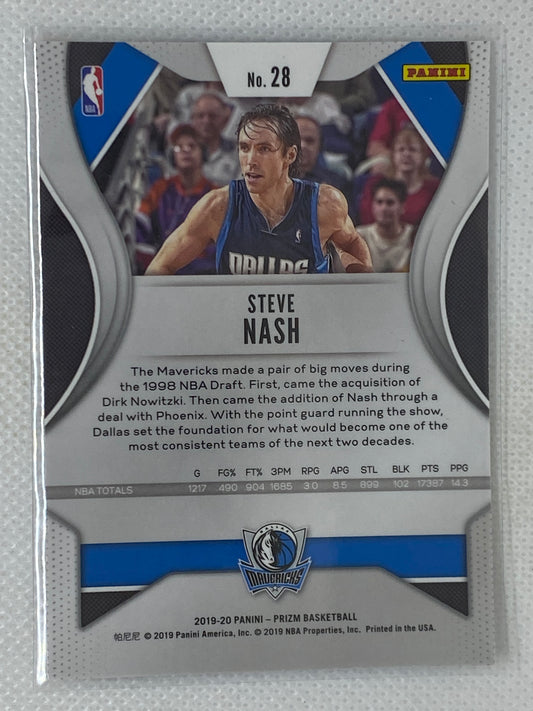 No. 28
PANINI
NBA
DALLAS
STEVE
NASH
The Mavericks made a pair of big moves during
the 1998 NBA Draft. First, came the acquisition of
Dirk Nowitzki. Then came the addition of Nash through a
deal with Phoenix. With the point guard running the show,
Dallas set the foundation for what would become one of the
most consistent teams of the next two decades.
G FG% FT% 3PM RPG APG STL BLK PTS PPG
NBA TOTALS 1217 .490 .904 1685 3.0 8.5 899 102 17387 14.3
DALLAS
MAVERICKS
2019-20 PANINI – PRIZM BASKETBALL
帕尼尼 © 2019 Panini America, Inc. © 2019 NBA Properties, Inc. Printed in the USA.